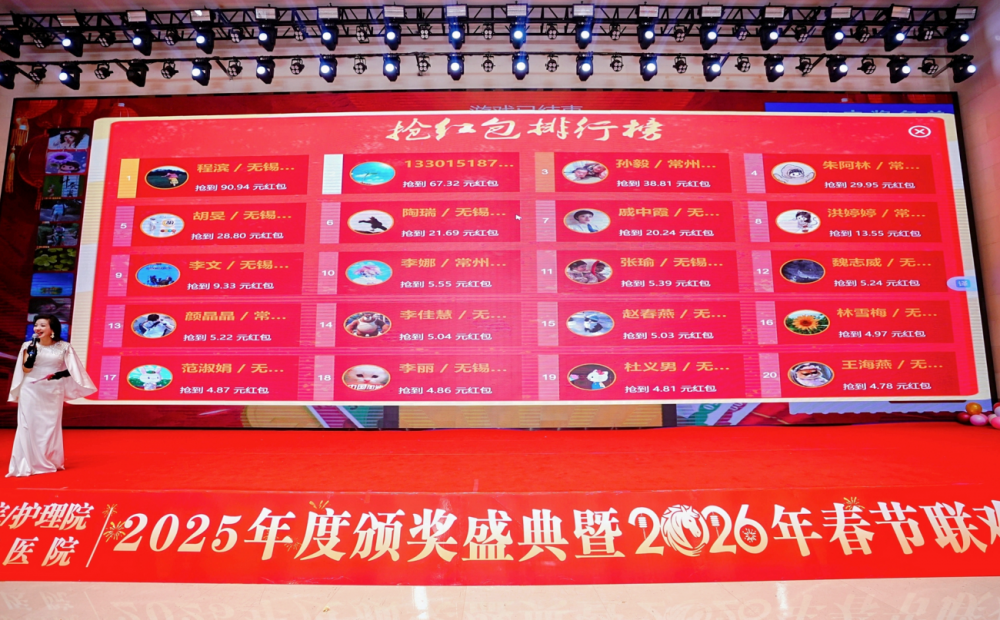 抢红包排行榜
1 程滨 / 无锡...
抢到 90.94 元红包
133015187...
抢到 67.32 元红包
3 孙毅 / 常州...
抢到 38.81 元红包
4 朱阿林 / 常...
抢到 29.95 元红包
5 胡旻 / 无锡...
抢到 28.80 元红包
6 陶瑞 / 无锡...
抢到 21.69 元红包
7 戚中霞 / 无...
抢到 20.24 元红包
8 洪婷婷 / 常...
抢到 13.55 元红包
9 李文 / 无锡...
抢到 9.33 元红包
10 李娜 / 常州...
抢到 5.55 元红包
11 张瑜 / 无锡...
抢到 5.39 元红包
12 魏志威 / 无...
抢到 5.24 元红包
13 颜晶晶 / 常...
抢到 5.22 元红包
14 李佳慧 / 无...
抢到 5.04 元红包
15 赵春燕 / 无...
抢到 5.03 元红包
16 林雪梅 / 无...
抢到 4.97 元红包
17 范淑娟 / 无...
抢到 4.87 元红包
18 李丽 / 无锡...
抢到 4.86 元红包
19 杜义男 / 无...
抢到 4.81 元红包
20 王海燕 / 无...
抢到 4.78 元红包
院/护理院
医院
2025年度颁奖盛典暨2026年春节联欢